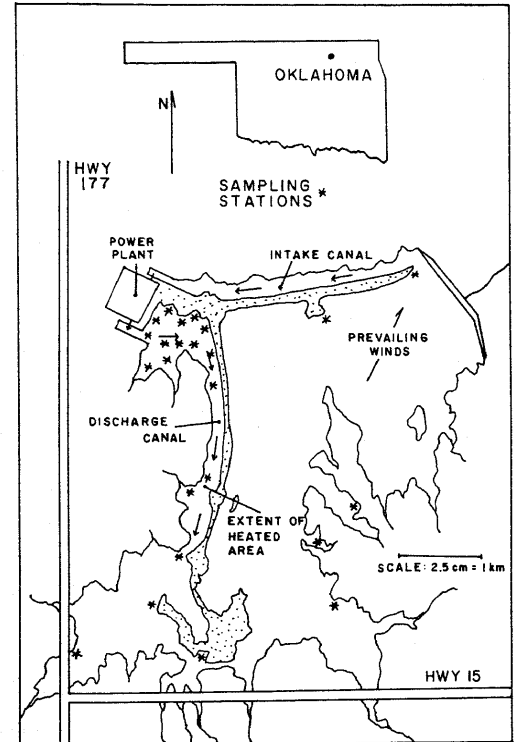 OKLAHOMA
N
HWY
177
SAMPLING
STATIONS *
POWER
PLANT
INTAKE CANAL
PREVAILING
WINDS
DISCHARGE
CANAL
EXTENT OF
HEATED
AREA
SCALE: 2.5 cm = 1 km
HWY 15